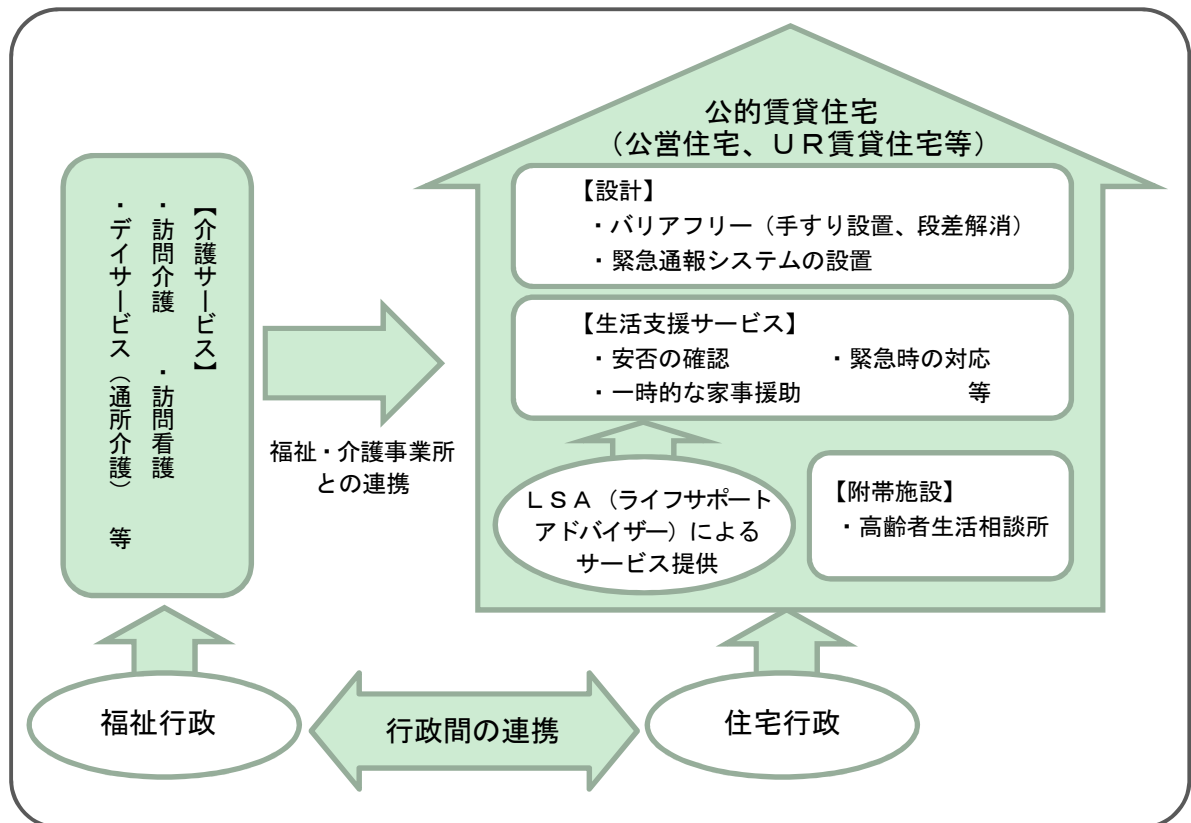 公的賃貸住宅
（公営住宅、ＵＲ賃貸住宅等）
【設計】
・バリアフリー（手すり設置、段差解消）
・緊急通報システムの設置
【生活支援サービス】
・安否の確認　・緊急時の対応
・一時的な家事援助　等
ＬＳＡ（ライフサポート
アドバイザー）による
サービス提供
【附帯施設】
・高齢者生活相談所
【介護サービス】
・訪問介護　・訪問看護
・デイサービス（通所介護）　等
福祉・介護事業所
との連携
福祉行政
行政間の連携
住宅行政